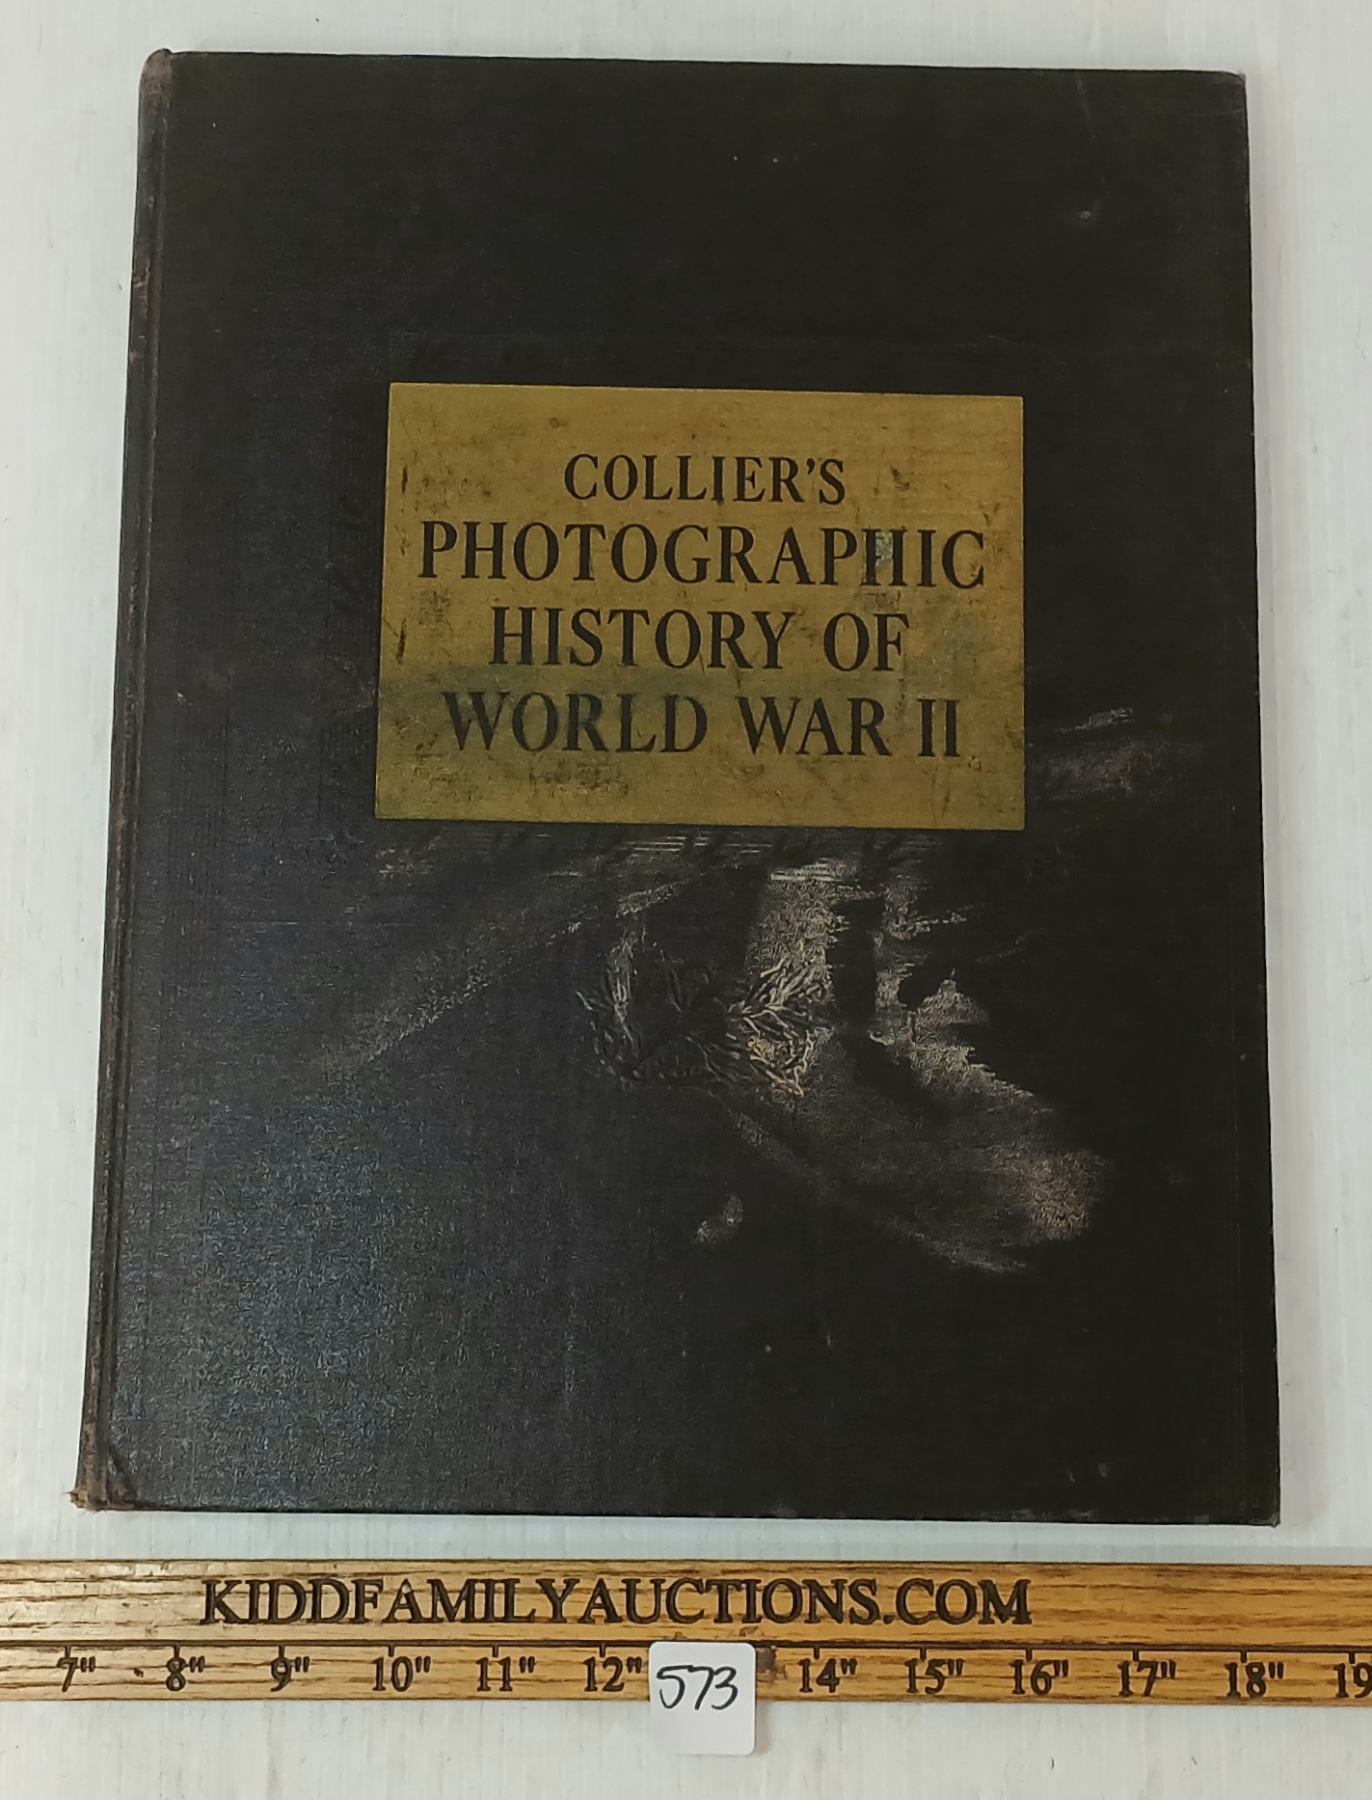 COLLIER'S
PHOTOGRAPHIC
HISTORY OF
WORLD WAR II
KIDDFAMILYAUCTIONS.COM
7" 8" 9" 10" 11" 12" 14" 15" 16" 17" 18" 19
573